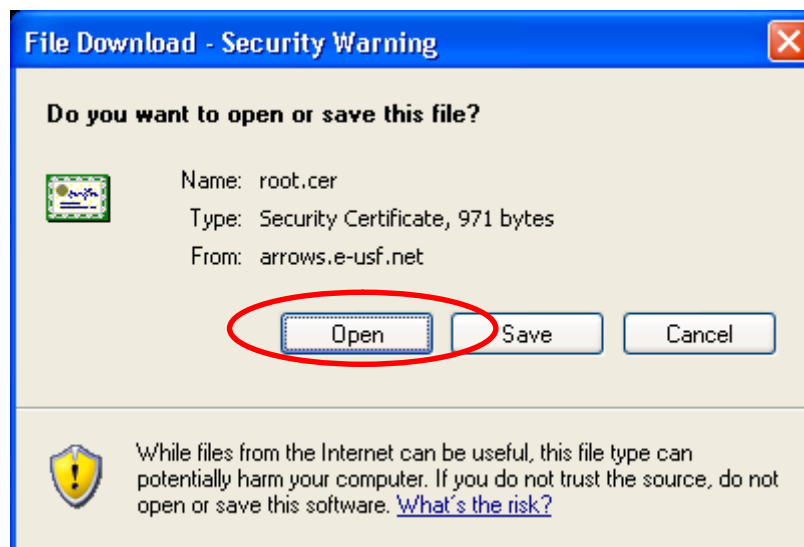 File Download - Security Warning
Do you want to open or save this file?
Name: root.cer
Type: Security Certificate, 971 bytes
From: arrows.e-usf.net
Open Save Cancel
While files from the Internet can be useful, this file type can
potentially harm your computer. If you do not trust the source, do not
open or save this software. What's the risk?